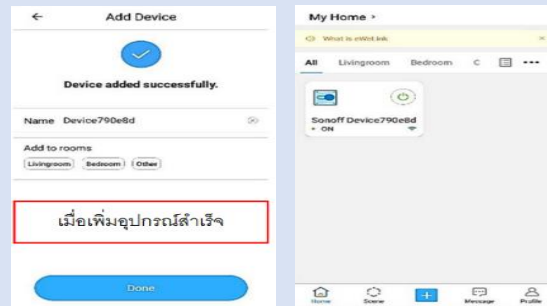 Add Device
Device added successfully.
Name Device790e8d
Add to rooms
Livingroom Bedroom Other
เมื่อเพิ่มอุปกรณ์สำเร็จ
Done
My Home
What is eWeLink
All Livingroom Bedroom C
Sonoff Device790e8d
ON
Home Scene Message Profile